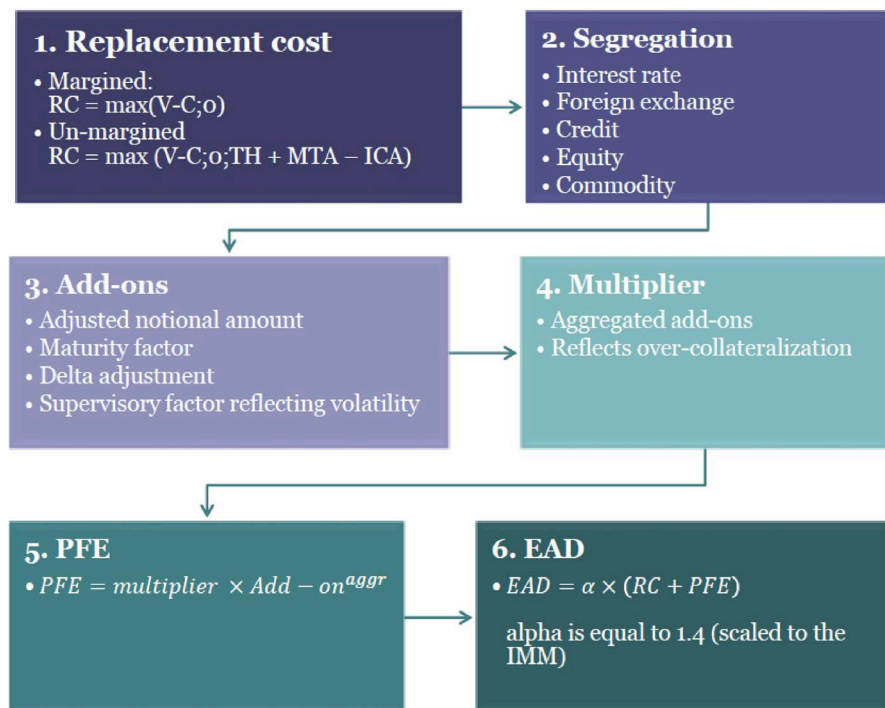 1. Replacement cost
• Margined:
RC = max(V-C;0)
• Un-margined
RC = max (V-C;0;TH + MTA – ICA)
2. Segregation
• Interest rate
• Foreign exchange
• Credit
• Equity
• Commodity
3. Add-ons
• Adjusted notional amount
• Maturity factor
• Delta adjustment
• Supervisory factor reflecting volatility
4. Multiplier
• Aggregated add-ons
• Reflects over-collateralization
5. PFE
• PFE = multiplier × Add − on^aggr
6. EAD
• EAD = α × (RC + PFE)
alpha is equal to 1.4 (scaled to the
IMM)